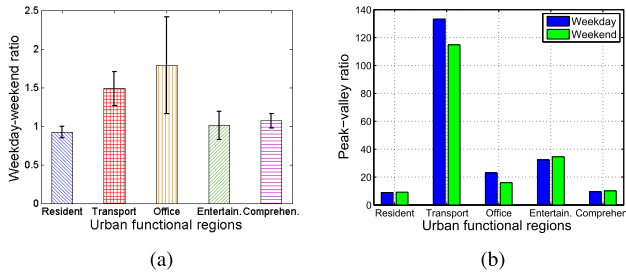 2.5
2
1.5
1
0.5
0
Weekday-weekend ratio
Resident Transport Office Entertain. Comprehen.
Urban functional regions
(a)
140
120
100
80
60
40
20
0
Peak-valley ratio
Weekday
Weekend
Resident Transport Office Entertain. Comprehen
Urban functional regions
(b)